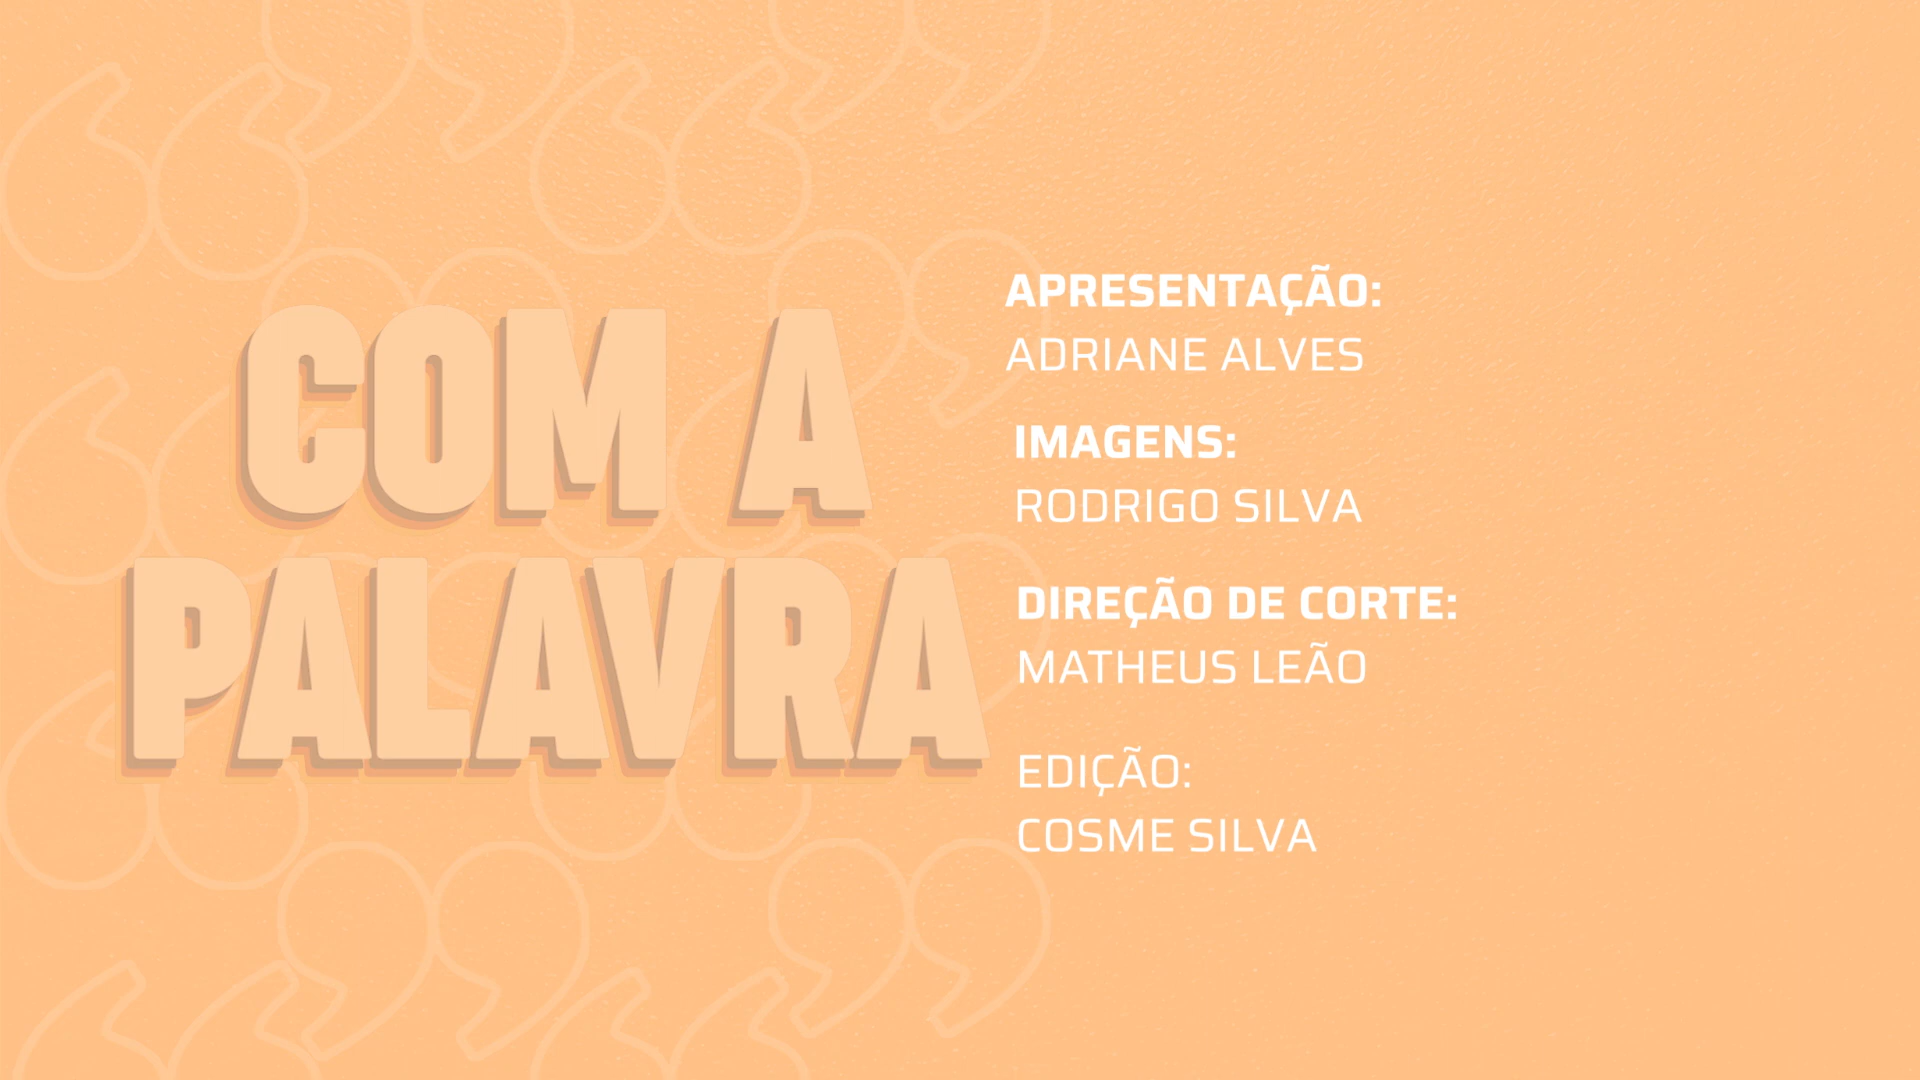 COM A
PALAVRA
APRESENTAÇÃO:
ADRIANE ALVES
IMAGENS:
RODRIGO SILVA
DIREÇÃO DE CORTE:
MATHEUS LEÃO
EDIÇÃO:
COSME SILVA